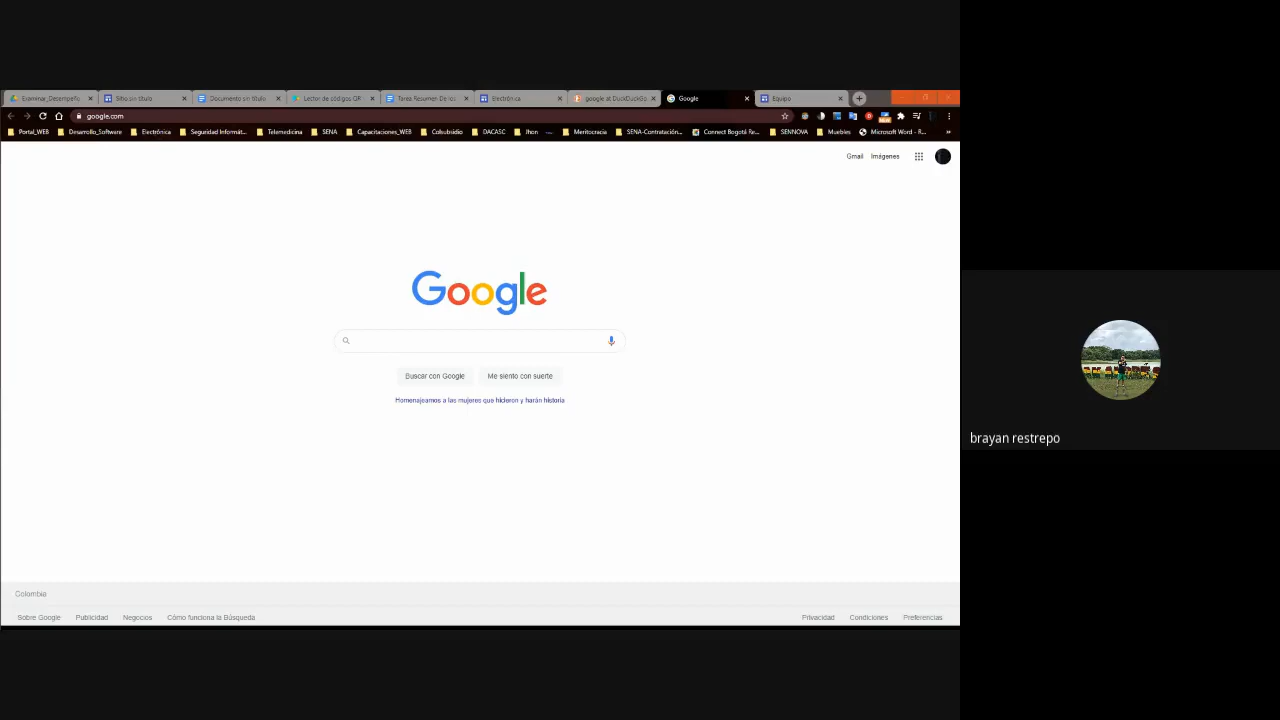 Examinar_Desempeño
Sitio sin título
Documento sin título
Lector de códigos QR
Tarea Resumen De
Electrónica
google at DuckDuckGo
Google
Equipo
google.com
Portal_WEB
Desarrollo_Software
Electrónica
Seguridad Informát...
Telemedicina
SENA
Capacitaciones_WEB
Colsubsidio
DACASC
Jhon
Meritocracia
SENA-Contratación...
Connect Bogotá Re...
SENNOVA
Muebles
Microsoft Word - R...
»
Gmail Imágenes
Google
Buscar con Google
Me siento con suerte
Homenajeamos a las mujeres que hicieron y harán historia
brayan restrepo
Colombia
Sobre Google Publicidad Negocios Cómo funciona la Búsqueda
Privacidad Condiciones Preferencias